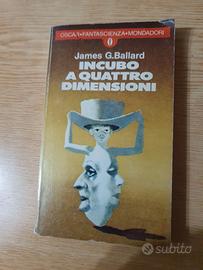 OSCAR•FANTASCIENZA•MONDADORI
James G.Ballard
INCUBO
A QUATTRO
DIMENSIONI
subito